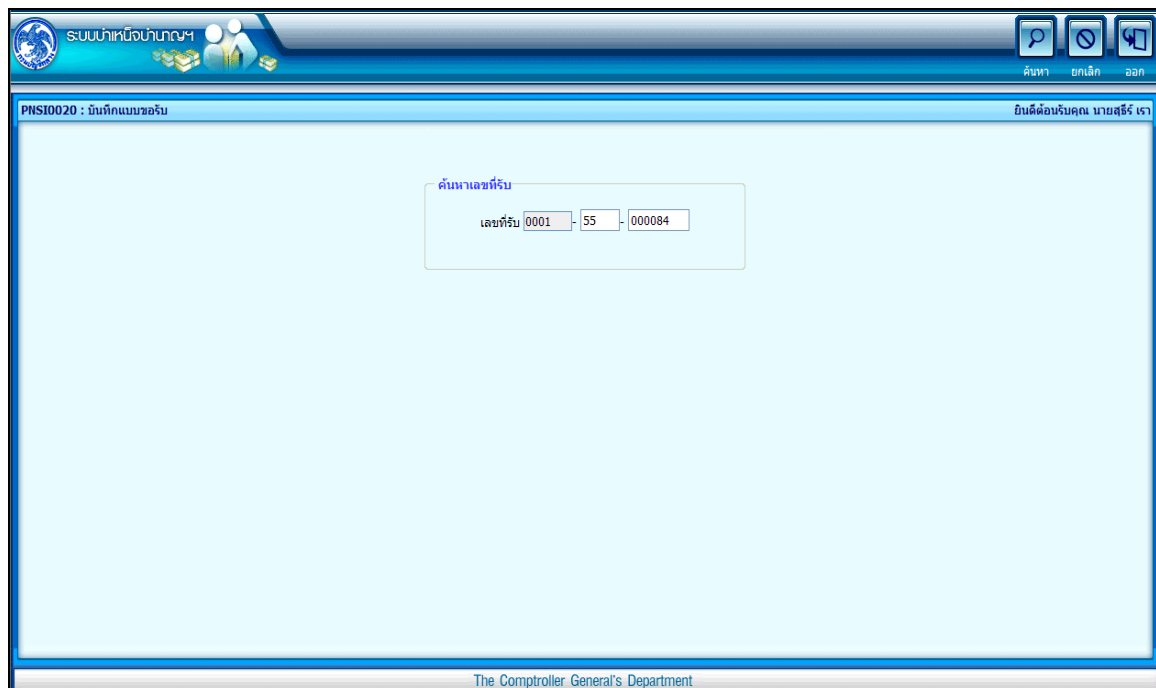 ระบบบำเหน็จบำนาญฯ
ค้นหา ยกเลิก ออก
PNSI0020 : บันทึกแบบขอรับ ยินดีต้อนรับคุณ นายสุธีร์ เรา
ค้นหาเลขที่รับ
เลขที่รับ 0001 - 55 - 000084
The Comptroller General's Department